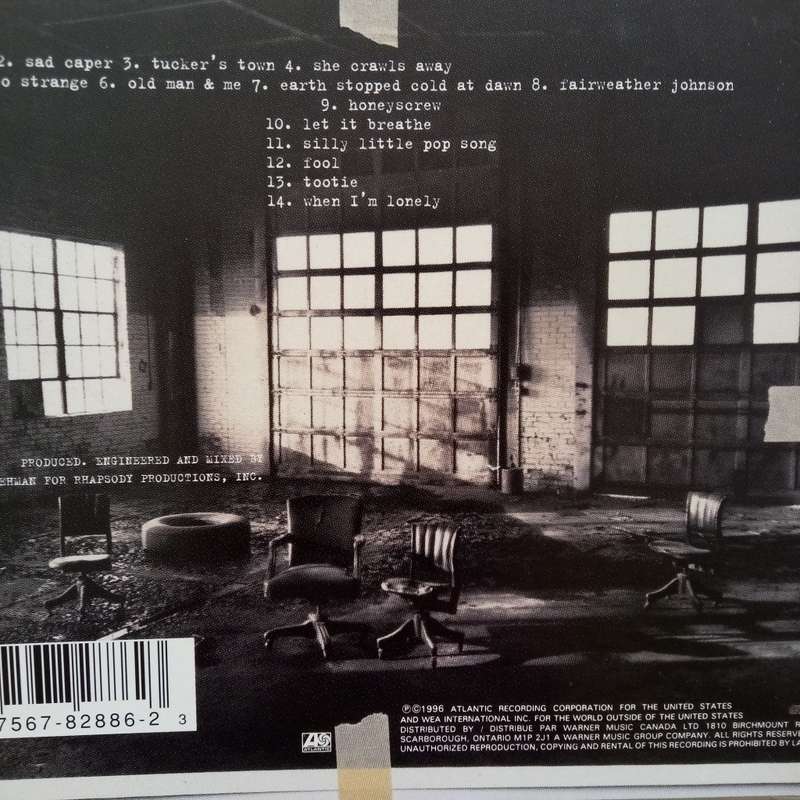 2. sad caper 3. tucker's town 4. she crawls away
o strange 6. old man & me 7. earth stopped cold at dawn 8. fairweather johnson
9. honeyscrew
10. let it breathe
11. silly little pop song
12. fool
13. tootie
14. when I'm lonely
PRODUCED. ENGINEERED AND MIXED BY
EHMAN FOR RHAPSODY PRODUCTIONS, INC.
7567-82886-2 3
ATLANTIC
℗©1996 ATLANTIC RECORDING CORPORATION FOR THE UNITED STATES
AND WEA INTERNATIONAL INC. FOR THE WORLD OUTSIDE OF THE UNITED STATES
DISTRIBUTED BY / DISTRIBUE PAR WARNER MUSIC CANADA LTD 1810 BIRCHMOUNT R
SCARBOROUGH, ONTARIO M1P 2J1 A WARNER MUSIC GROUP COMPANY. ALL RIGHTS RESERVE
UNAUTHORIZED REPRODUCTION, COPYING AND RENTAL OF THIS RECORDING IS PROHIBITED BY LA